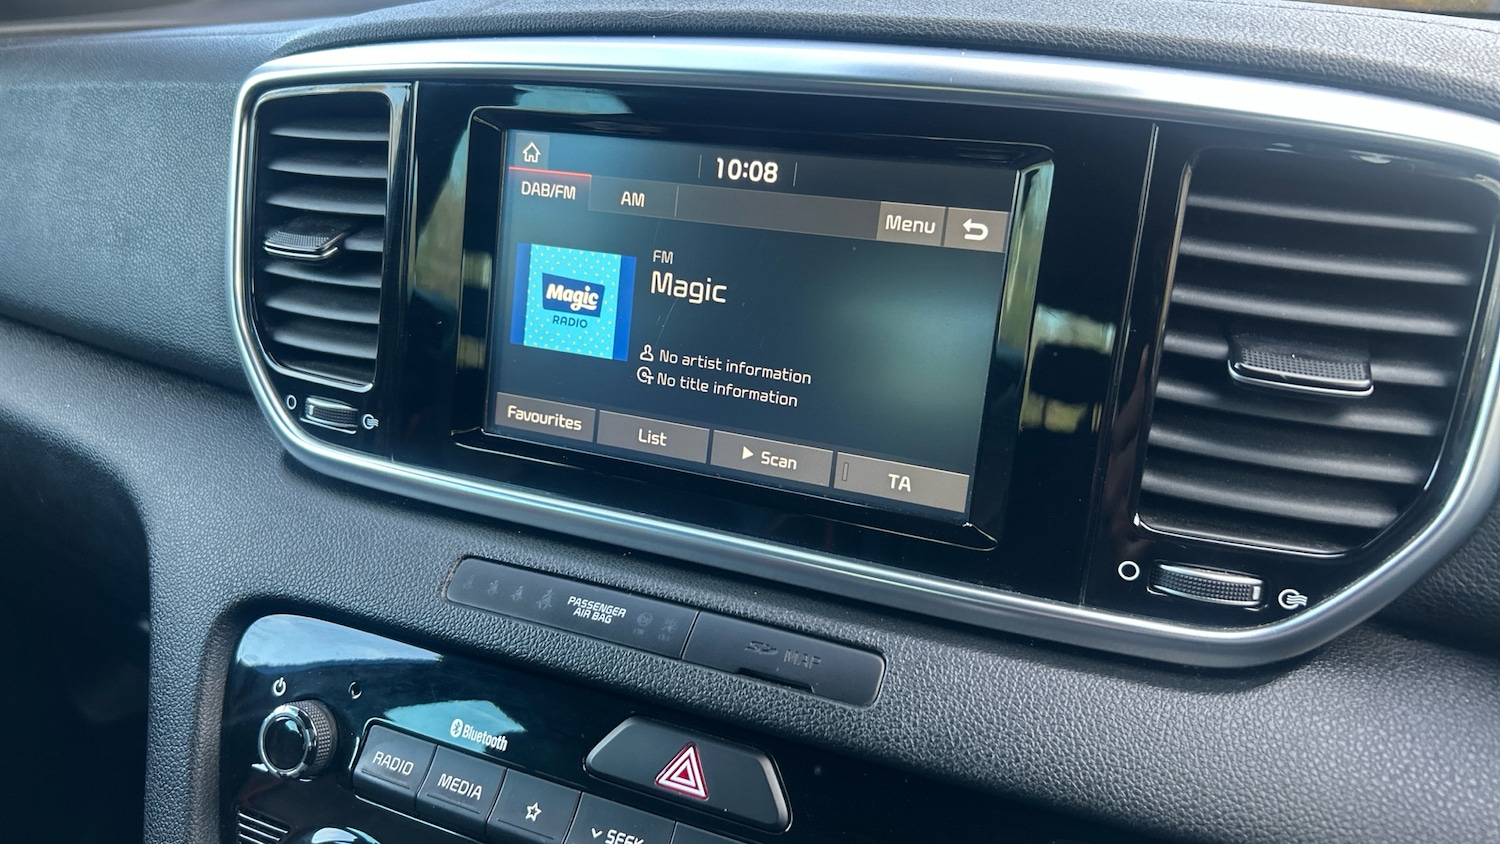 10:08
DAB/FM
AM
Menu
FM
Magic
Magic
RADIO
No artist information
No title information
Favourites
List
Scan
TA
PASSENGER
AIR BAG
SD MAP
Bluetooth
RADIO
MEDIA
SEEK